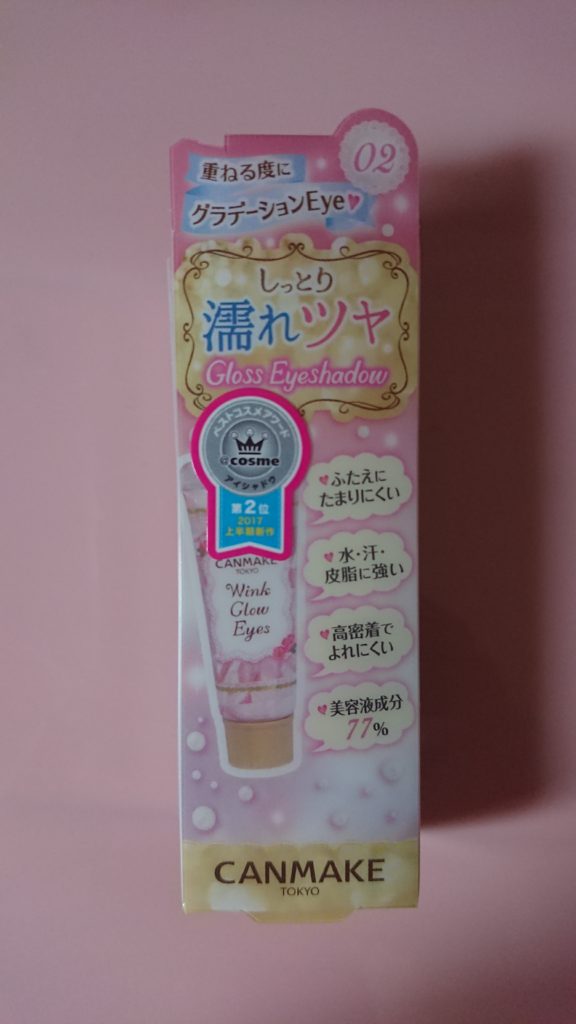 02
重ねる度に
グラデーションEye♥
しっとり
濡れツヤ
Gloss Eyeshadow
ベストコスメアワード
@cosme
アイシャドウ
第2位
2017
上半期新作
CANMAKE
TOKYO
Wink
Glow
Eyes
♥ふたえに
たまりにくい
♥水・汗・
皮脂に強い
♥高密着で
よれにくい
♥美容液成分
77%
CANMAKE
TOKYO